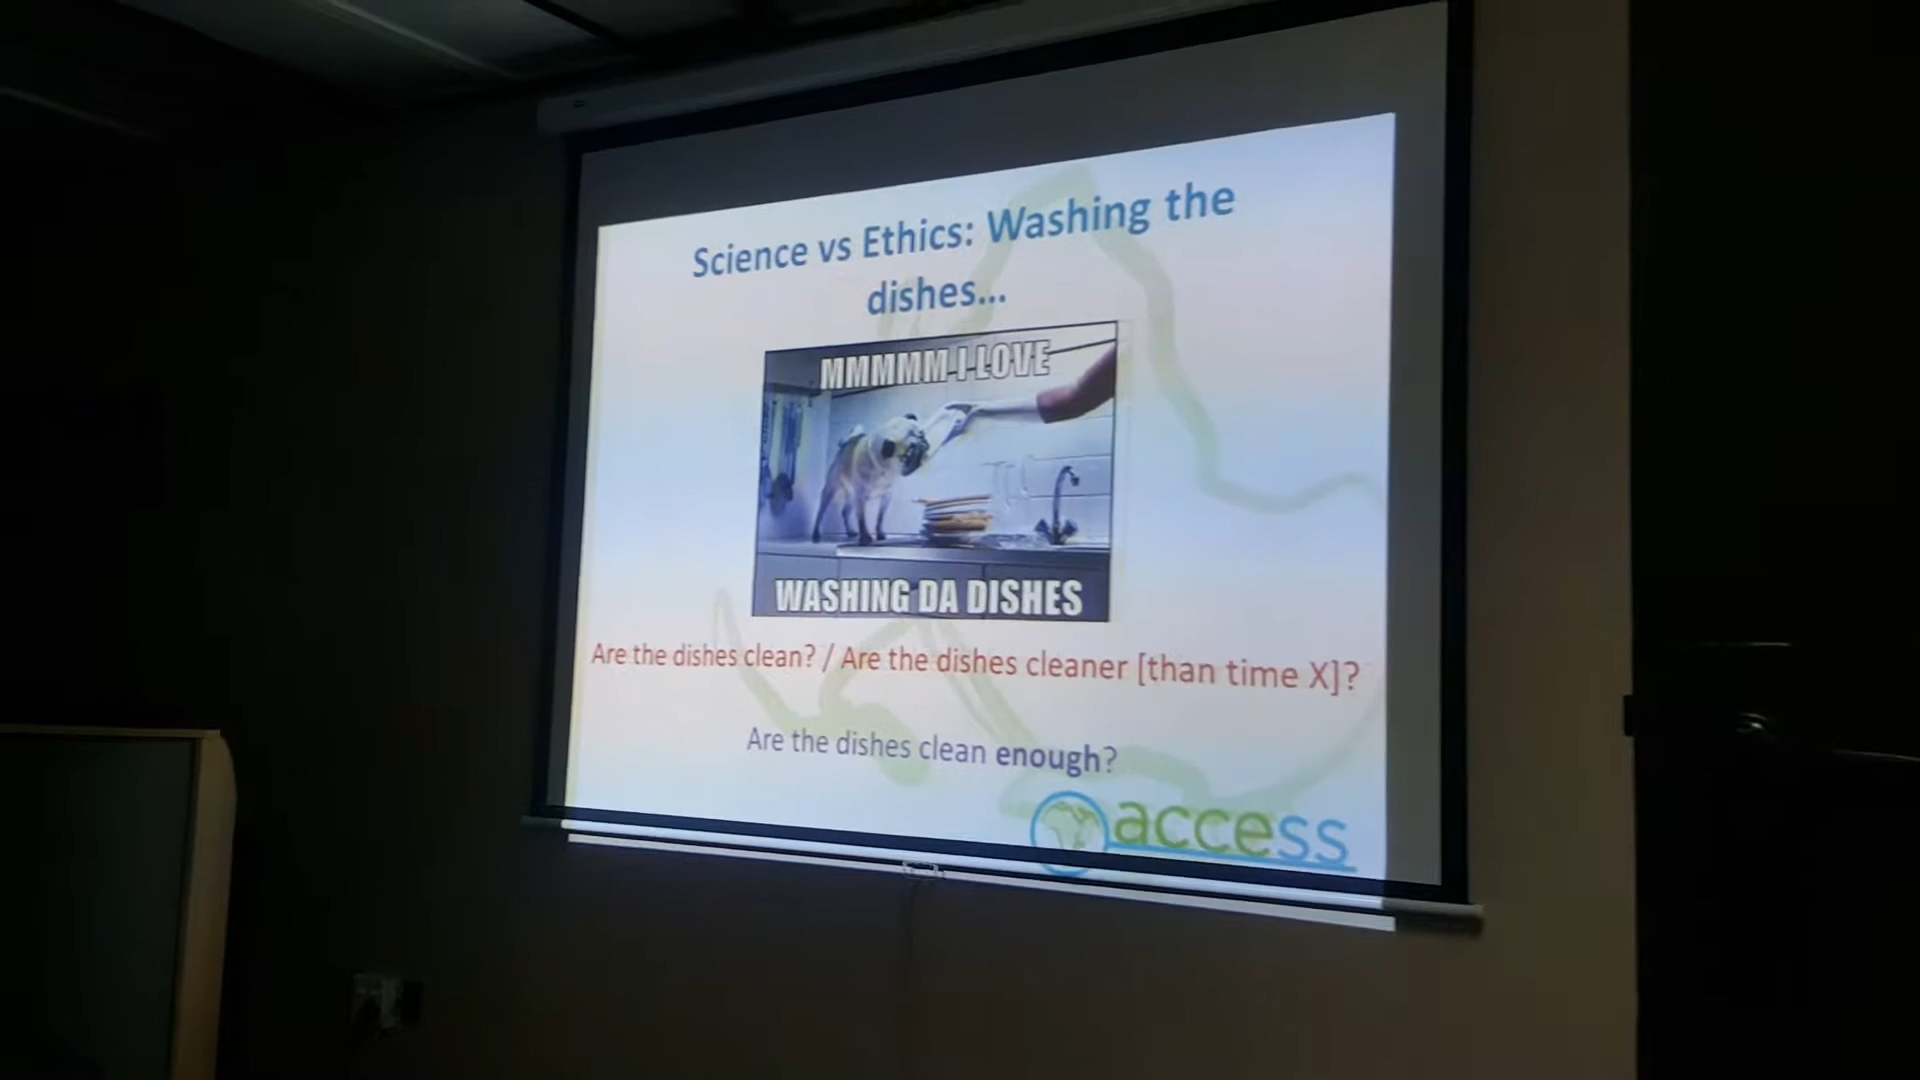 Science vs Ethics: Washing the
dishes...
MMMMM I LOVE
WASHING DA DISHES
Are the dishes clean? / Are the dishes cleaner [than time X]?
Are the dishes clean enough?
access